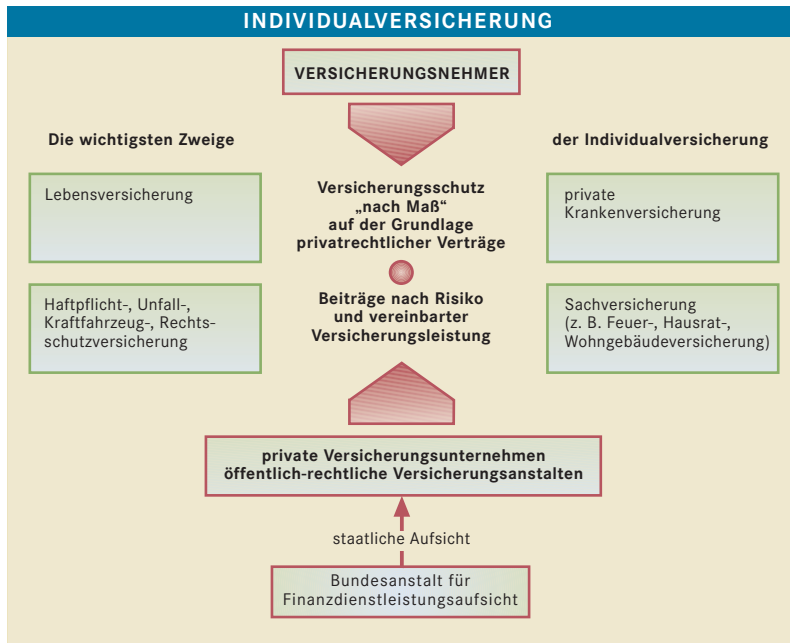 INDIVIDUALVERSICHERUNG
VERSICHERUNGSNEHMER
Die wichtigsten Zweige
der Individualversicherung
Lebensversicherung
Versicherungsschutz
„nach Maß“
auf der Grundlage
privatrechtlicher Verträge
private
Krankenversicherung
Haftpflicht-, Unfall-,
Kraftfahrzeug-, Rechts-
schutzversicherung
Beiträge nach Risiko
und vereinbarter
Versicherungsleistung
Sachversicherung
(z. B. Feuer-, Hausrat-,
Wohngebäudeversicherung)
private Versicherungsunternehmen
öffentlich-rechtliche Versicherungsanstalten
staatliche Aufsicht
Bundesanstalt für
Finanzdienstleistungsaufsicht